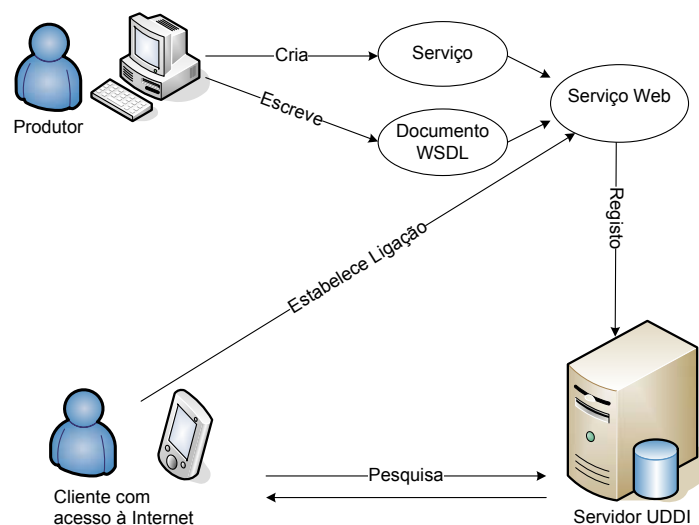 Produtor
Cria
Escreve
Serviço
Documento
WSDL
Serviço Web
Registo
Estabelece Ligação
Cliente com
acesso à Internet
Pesquisa
Servidor UDDI